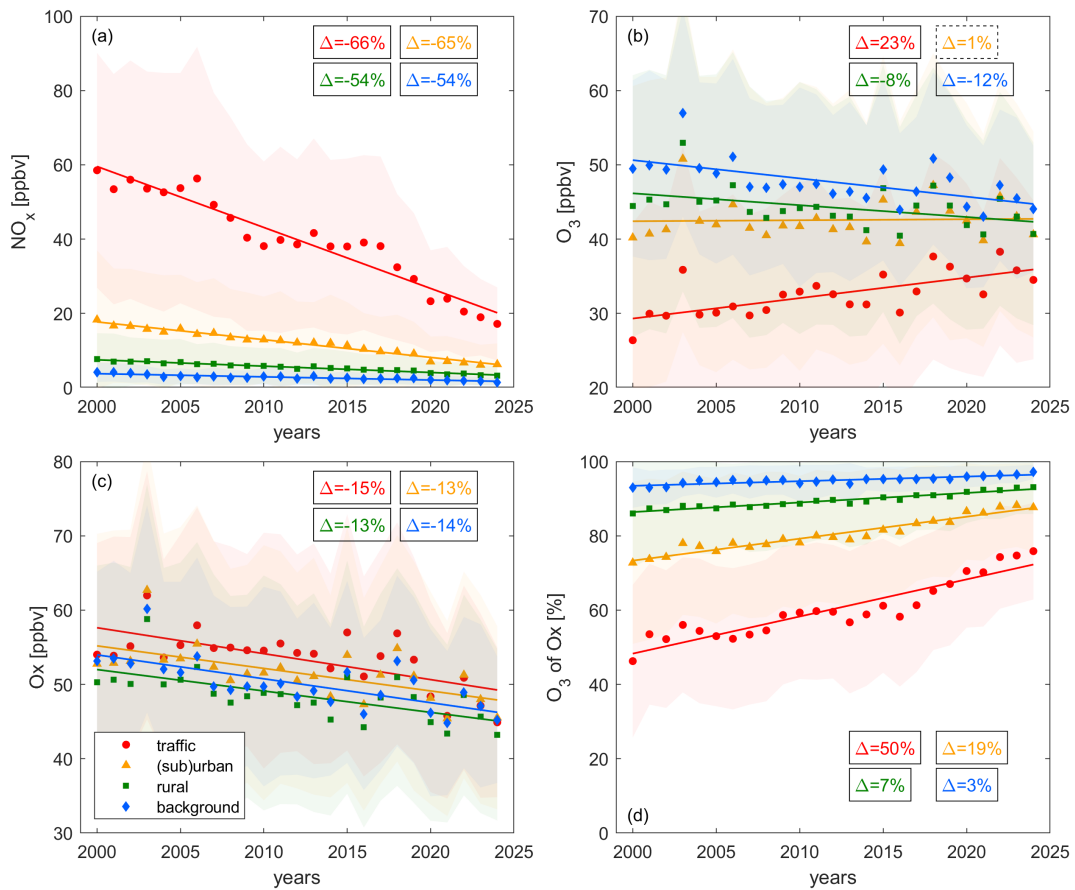 (a)
Δ=-66% Δ=-65%
Δ=-54% Δ=-54%
NOx [ppbv]
100
80
60
40
20
0
2000 2005 2010 2015 2020 2025
years
(b)
Δ=23% Δ=1%
Δ=-8% Δ=-12%
O3 [ppbv]
70
60
50
40
30
20
2000 2005 2010 2015 2020 2025
years
(c)
Δ=-15% Δ=-13%
Δ=-13% Δ=-14%
Ox [ppbv]
80
70
60
50
40
30
traffic
(sub)urban
rural
background
2000 2005 2010 2015 2020 2025
years
O3 of Ox [%]
100
80
60
40
20
0
Δ=50% Δ=19%
Δ=7% Δ=3%
(d)
2000 2005 2010 2015 2020 2025
years